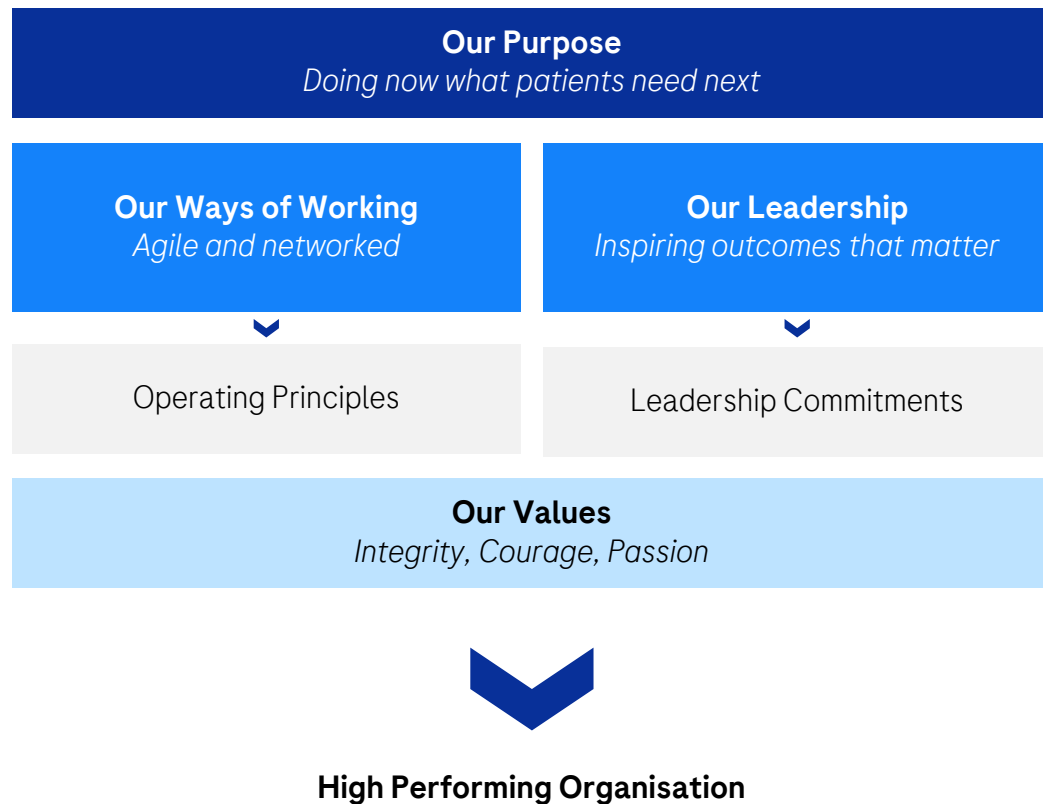 Our Purpose
Doing now what patients need next
Our Ways of Working
Agile and networked
Our Leadership
Inspiring outcomes that matter
Operating Principles
Leadership Commitments
Our Values
Integrity, Courage, Passion
High Performing Organisation